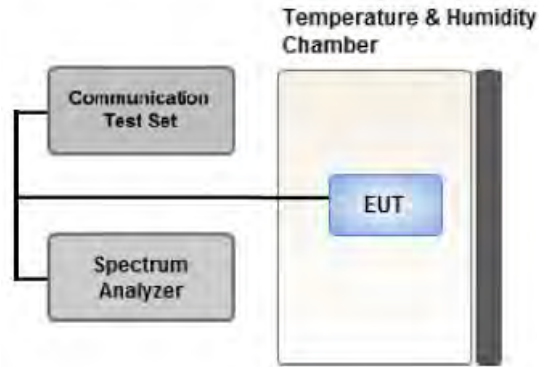 Temperature & Humidity
Chamber
Communication
Test Set
EUT
Spectrum
Analyzer